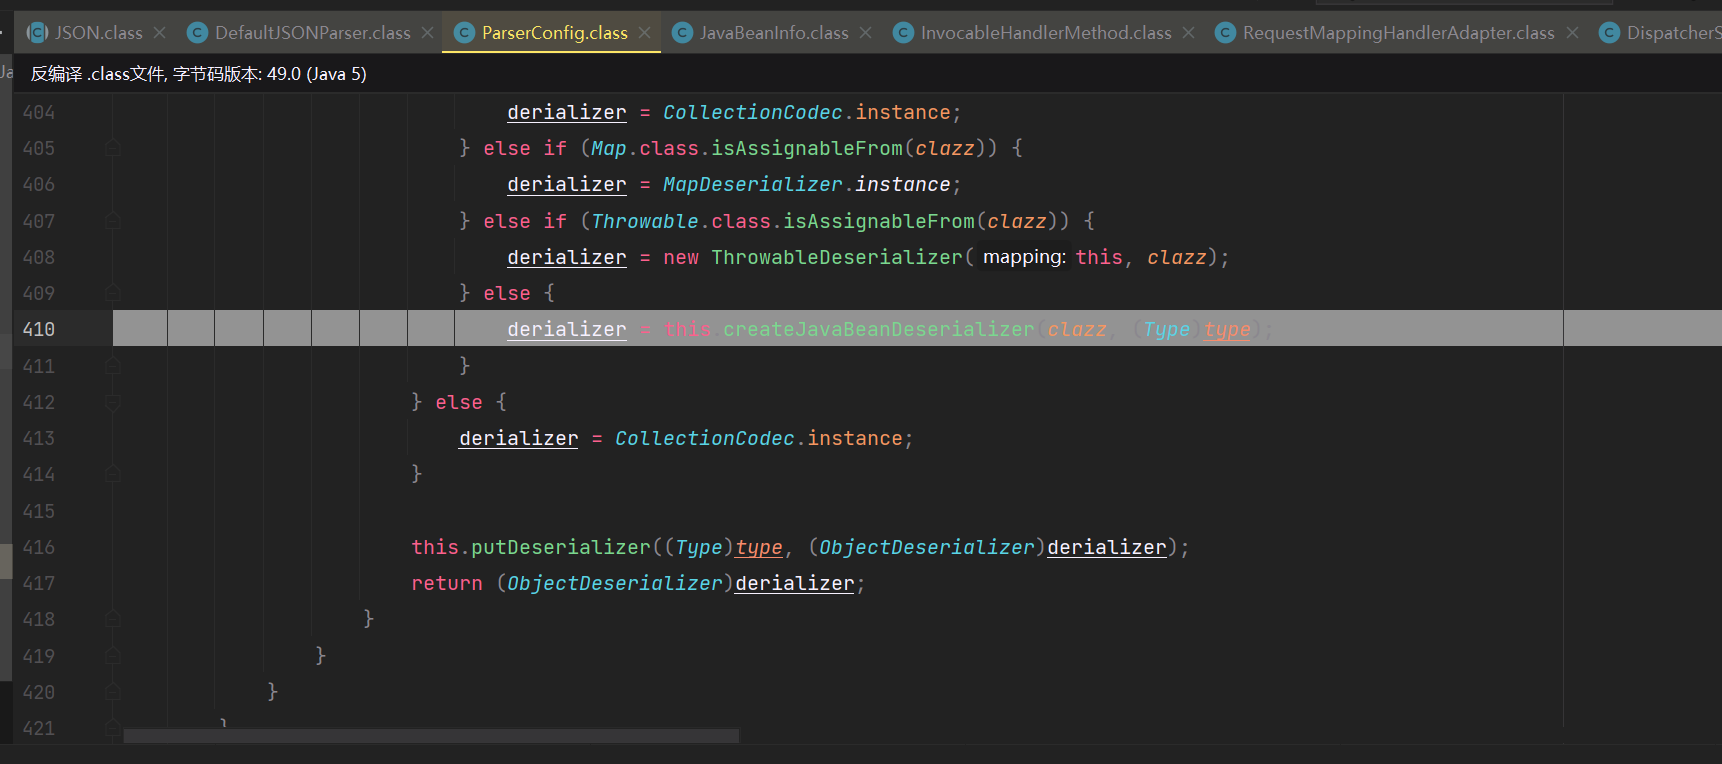 JSON.class DefaultJSONParser.class ParserConfig.class JavaBeanInfo.class InvocableHandlerMethod.class RequestMappingHandlerAdapter.class DispatcherS
Ja
反编译 .class文件, 字节码版本: 49.0 (Java 5)
404 derializer = CollectionCodec.instance;
405 } else if (Map.class.isAssignableFrom(clazz)) {
406 derializer = MapDeserializer.instance;
407 } else if (Throwable.class.isAssignableFrom(clazz)) {
408 derializer = new ThrowableDeserializer( mapping: this, clazz);
409 } else {
410 derializer = this.createJavaBeanDeserializer(clazz, (Type)type);
411 }
412 } else {
413 derializer = CollectionCodec.instance;
414 }
415
416 this.putDeserializer((Type)type, (ObjectDeserializer)derializer);
417 return (ObjectDeserializer)derializer;
418 }
419 }
420 }
421 }